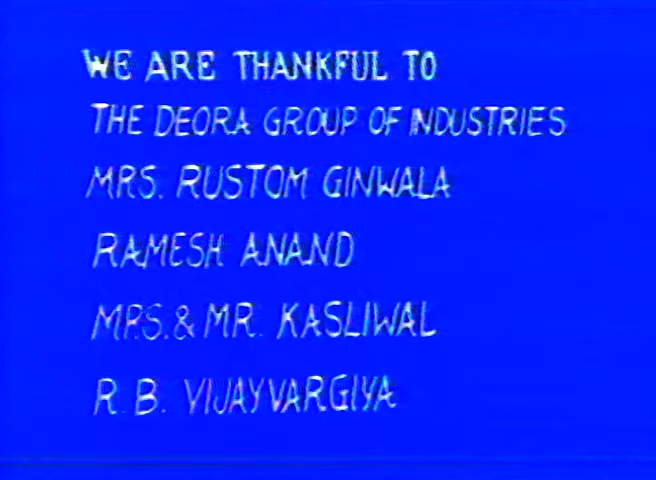 WE ARE THANKFUL TO
THE DEORA GROUP OF INDUSTRIES
MRS. RUSTOM GINWALA
RAMESH ANAND
MRS. & MR. KASLIWAL
R. B. VIJAYVARGIYA